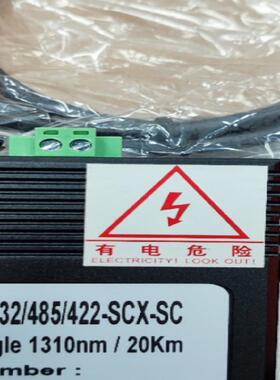 有电危险
ELECTRICITY! LOOK OUT!
32/485/422-SCX-SC
gle 1310nm / 20Km
mber :